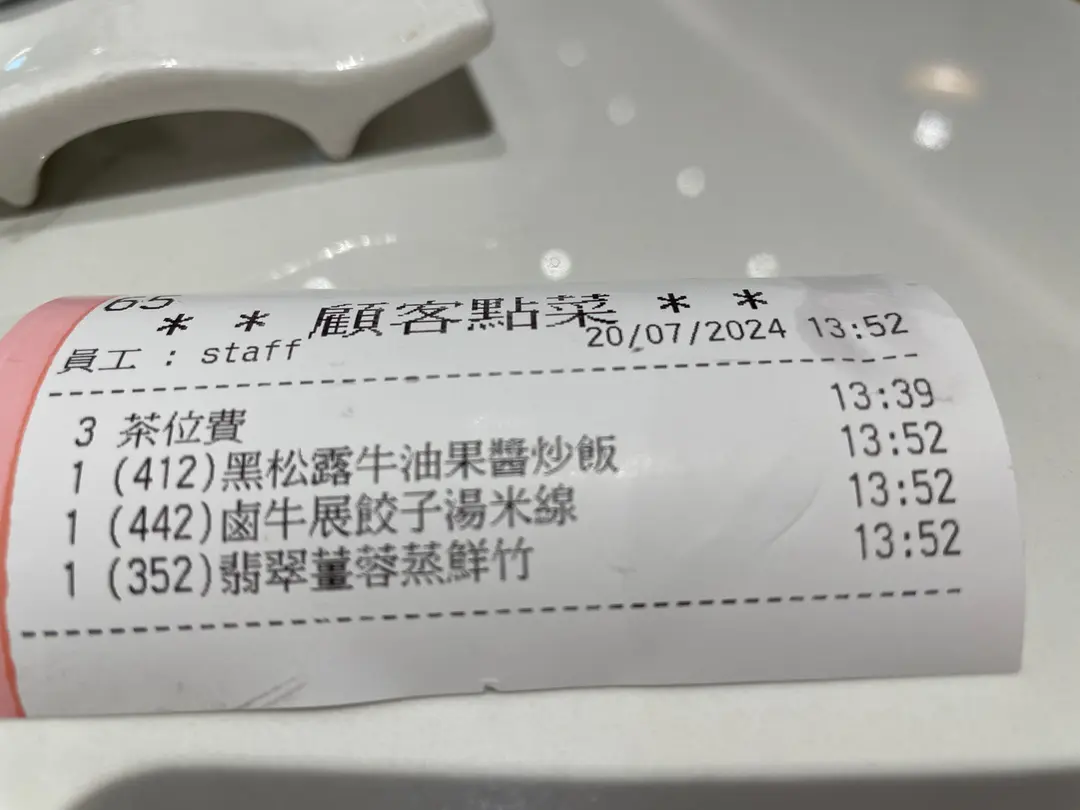 65
* * 顧客點菜 * *
員工 : staff 20/07/2024 13:52
3 茶位費 13:39
1 (412)黑松露牛油果醬炒飯 13:52
1 (442)鹵牛展餃子湯米線 13:52
1 (352)翡翠薑蓉蒸鮮竹 13:52